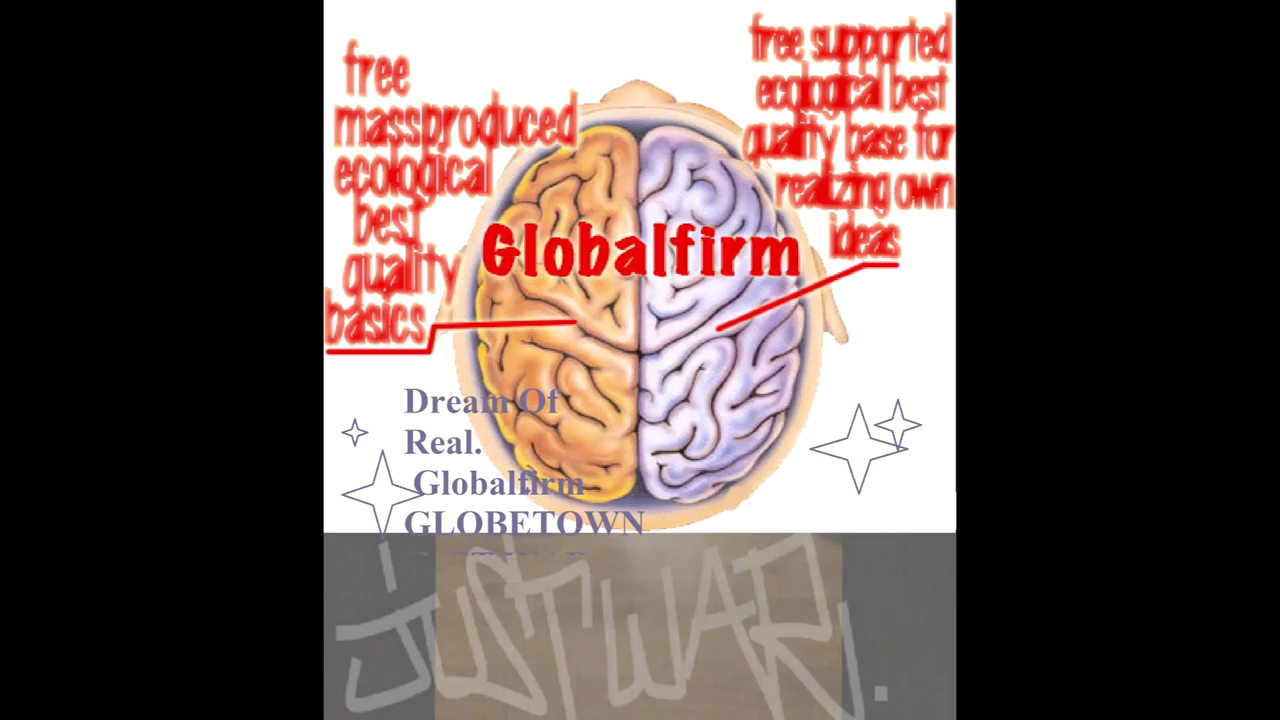 free
massproduced
ecological
best
quality
basics
free supported
ecological best
quality base for
realizing own
ideas
Globalfirm
Dream Of
Real.
Globalfirm
GLOBETOWN
JUST WAR
JUSTWAR.